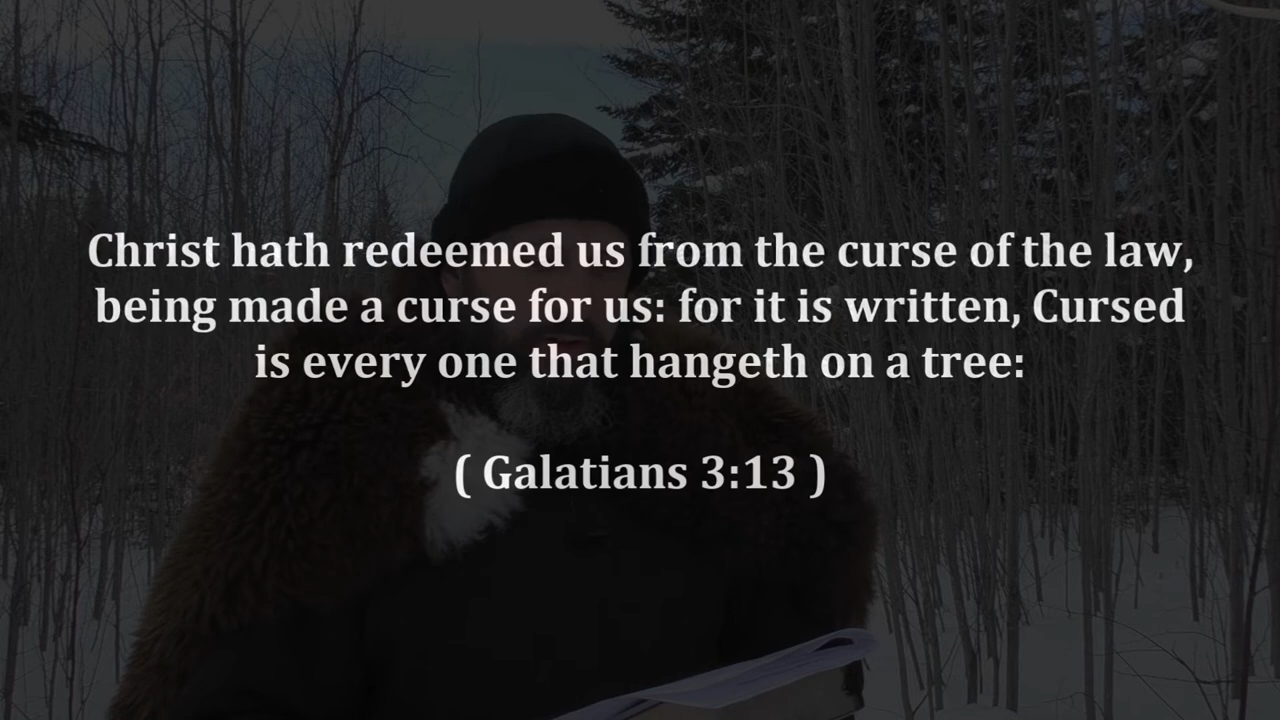 Christ hath redeemed us from the curse of the law,
being made a curse for us: for it is written, Cursed
is every one that hangeth on a tree:
( Galatians 3:13 )